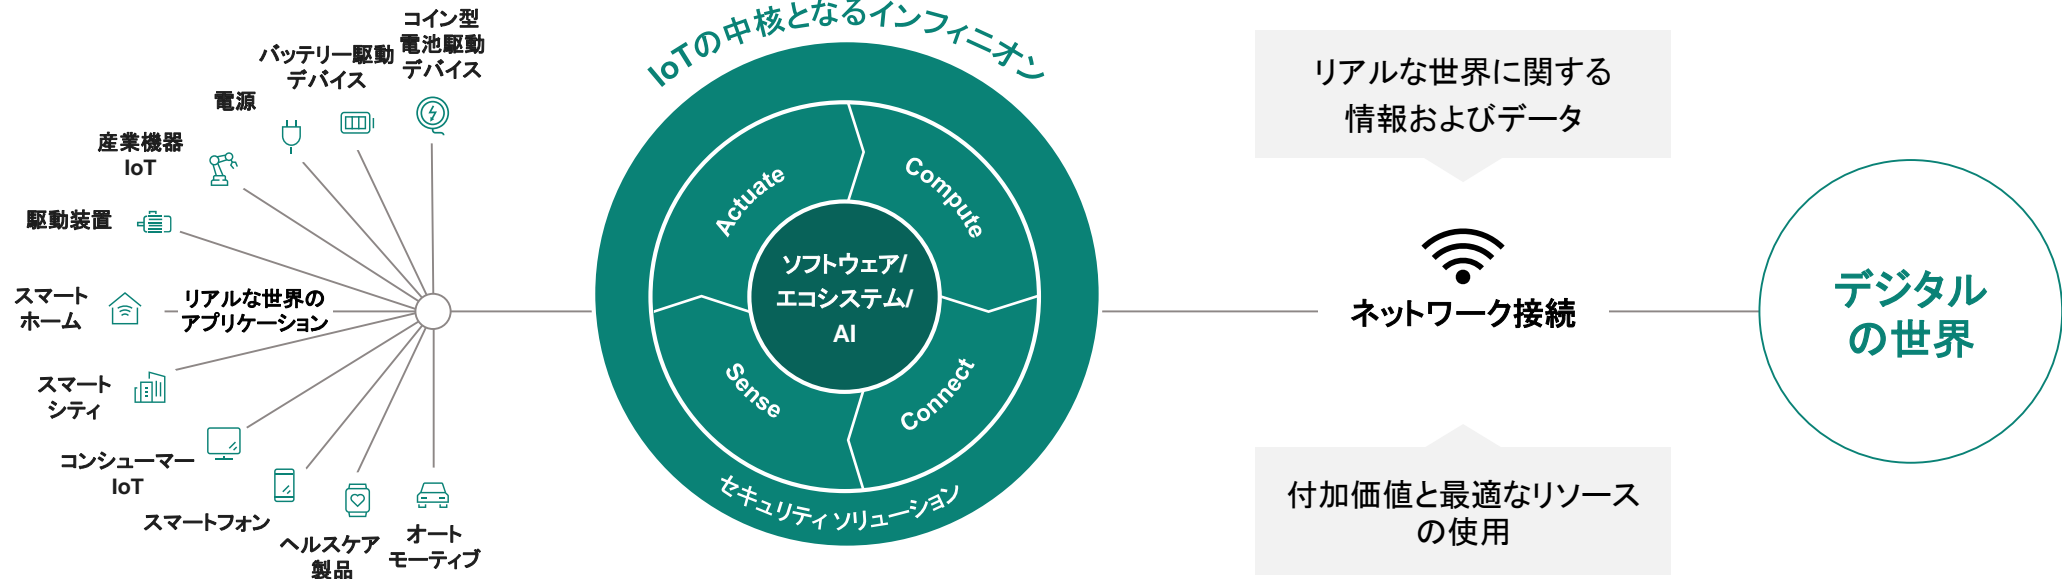 コイン型
電池駆動
デバイス
バッテリー駆動
デバイス
電源
産業機器
IoT
駆動装置
スマート
ホーム
リアルな世界の
アプリケーション
スマート
シティ
コンシューマー
IoT
スマートフォン
ヘルスケア
製品
オート
モーティブ
IoTの中核となるインフィニオン
Actuate
Compute
ソフトウェア/
エコシステム/
AI
Sense
Connect
セキュリティ ソリューション
リアルな世界に関する
情報およびデータ
ネットワーク接続
付加価値と最適なリソース
の使用
デジタル
の世界